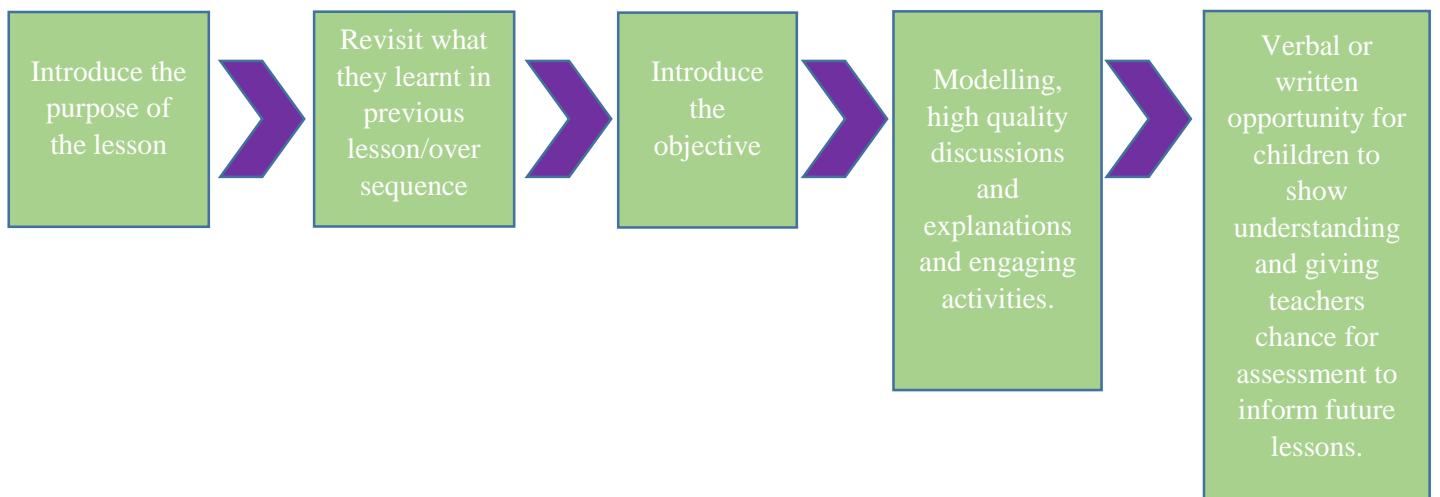 Introduce the
purpose of
the lesson
Revisit what
they learnt in
previous
lesson/over
sequence
Introduce
the
objective
Modelling,
high quality
discussions
and
explanations
and engaging
activities.
Verbal or
written
opportunity for
children to
show
understanding
and giving
teachers
chance for
assessment to
inform future
lessons.